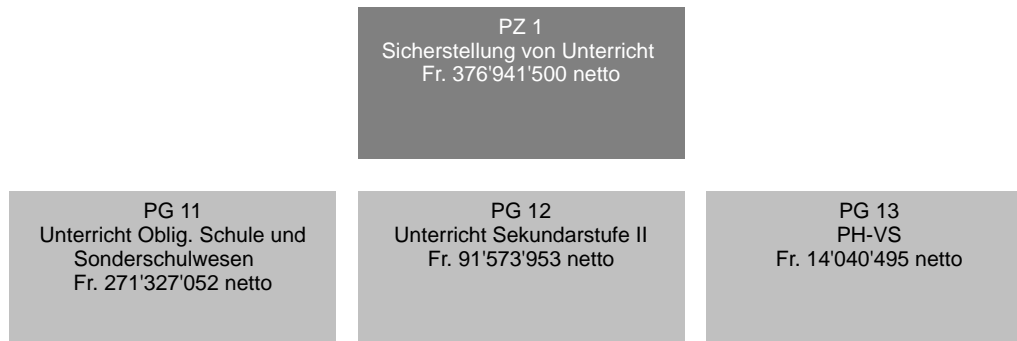 PZ 1
Sicherstellung von Unterricht
Fr. 376'941'500 netto
PG 11
Unterricht Oblig. Schule und
Sonderschulwesen
Fr. 271'327'052 netto
PG 12
Unterricht Sekundarstufe II
Fr. 91'573'953 netto
PG 13
PH-VS
Fr. 14'040'495 netto